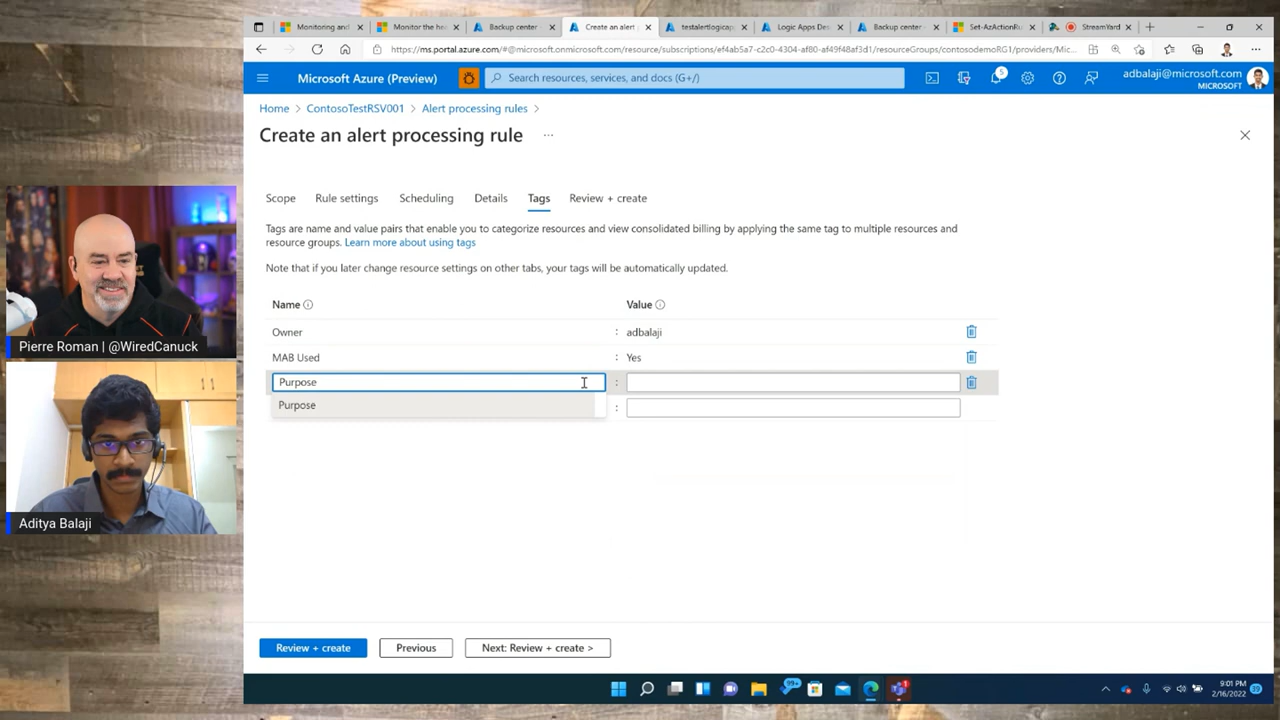 Monitoring and
Monitor the he
Backup center
Create an alert
testalertlogicap
Logic Apps Des
Backup center
Set-AzActionRu
StreamYard
https://ms.portal.azure.com/#@microsoft.onmicrosoft.com/resource/subscriptions/ef4ab5a7-c2c0-4304-af80-49f48af3d1/resourceGroups/contosodemoRG1/providers/Mic...
Microsoft Azure (Preview)
Search resources, services, and docs (G+/)
5
adbalaji@microsoft.com
MICROSOFT
Home > ContosoTestRSV001 > Alert processing rules >
Create an alert processing rule ...
Scope Rule settings Scheduling Details Tags Review + create
Tags are name and value pairs that enable you to categorize resources and view consolidated billing by applying the same tag to multiple resources and
resource groups. Learn more about using tags
Note that if you later change resource settings on other tabs, your tags will be automatically updated.
Name Value
Owner : adbalaji
MAB Used : Yes
Purpose :
Purpose :
Review + create Previous Next: Review + create >
Pierre Roman | @WiredCanuck
Aditya Balaji
99+
9:01 PM
2/16/2022
19